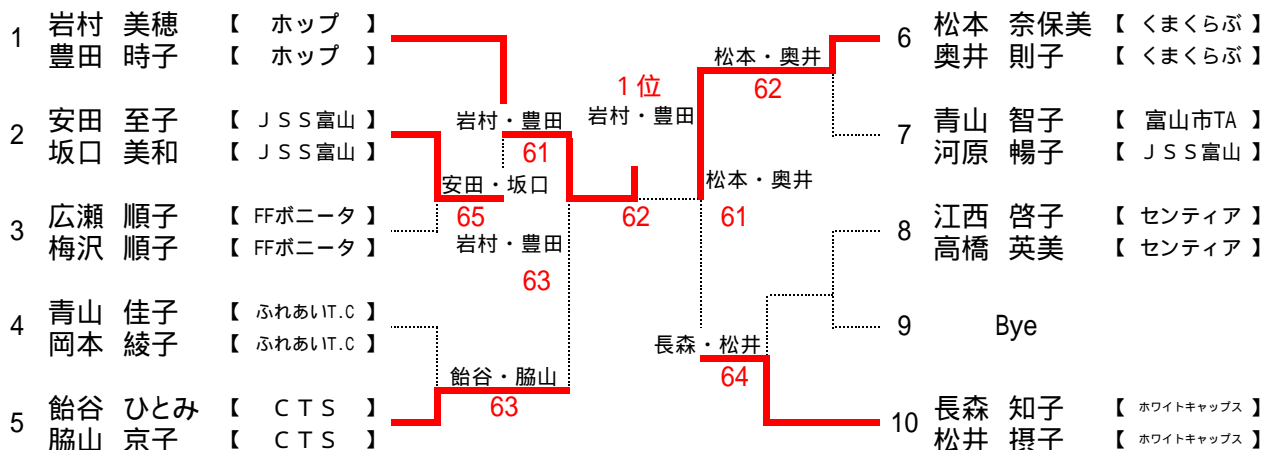 1 岩村 美穂 【 ホップ 】
豊田 時子 【 ホップ 】
2 安田 至子 【 ＪＳＳ富山 】
坂口 美和 【 ＪＳＳ富山 】
3 広瀬 順子 【 FFボニータ 】
梅沢 順子 【 FFボニータ 】
4 青山 佳子 【 ふれあいT.C 】
岡本 綾子 【 ふれあいT.C 】
5 飴谷 ひとみ 【 ＣＴＳ 】
脇山 京子 【 ＣＴＳ 】
岩村・豊田
61
安田・坂口
65
岩村・豊田
63
飴谷・脇山
63
１位
岩村・豊田
62
松本・奥井
62
松本・奥井
61
長森・松井
64
6 松本 奈保美 【 くまくらぶ 】
奥井 則子 【 くまくらぶ 】
7 青山 智子 【 富山市TA 】
河原 暢子 【 ＪＳＳ富山 】
8 江西 啓子 【 センティア 】
高橋 英美 【 センティア 】
9 Bye
10 長森 知子 【 ホワイトキャップス 】
松井 摂子 【 ホワイトキャップス 】